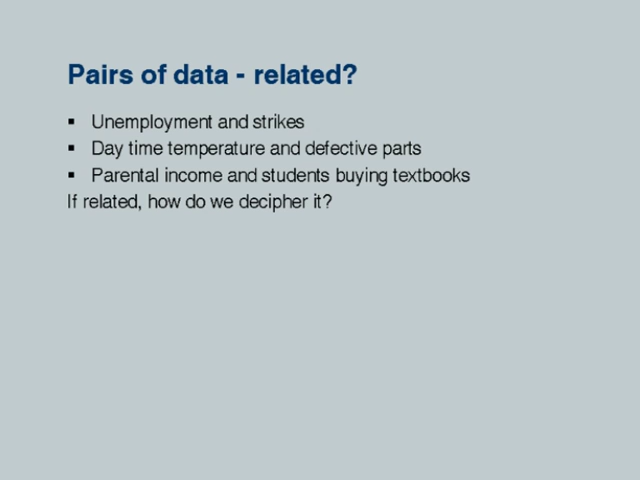 Pairs of data - related?
▪ Unemployment and strikes
▪ Day time temperature and defective parts
▪ Parental income and students buying textbooks
If related, how do we decipher it?